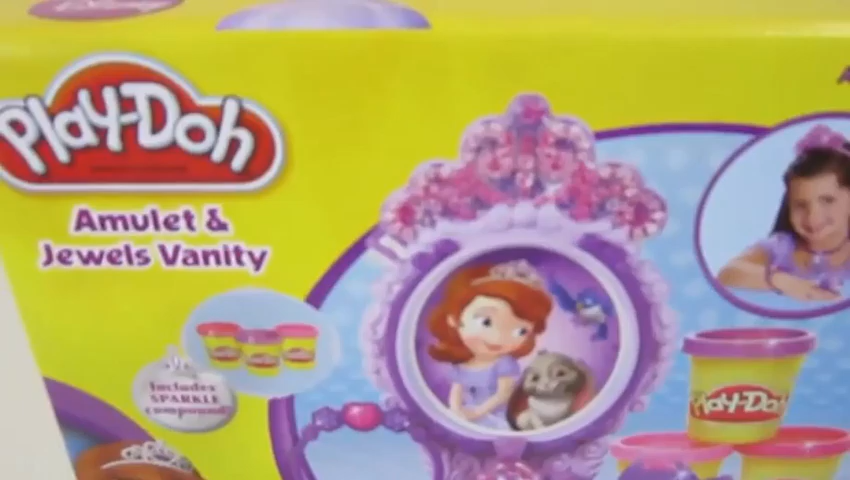 Play-Doh
Amulet &
Jewels Vanity
Includes
SPARKLE
compound!
Play-Doh